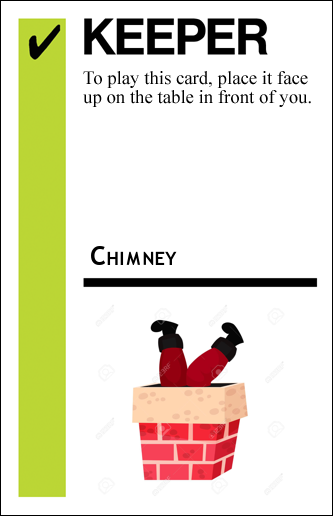 KEEPER
To play this card, place it face
up on the table in front of you.
CHIMNEY